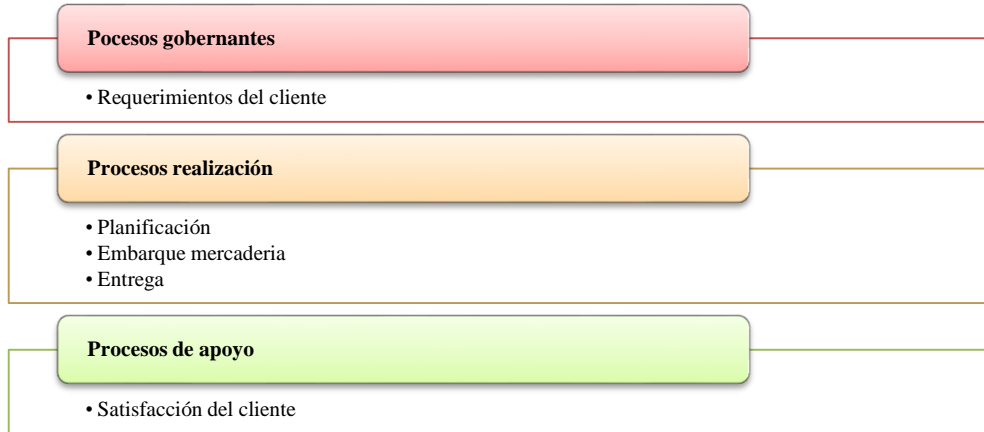 Pocesos gobernantes
• Requerimientos del cliente
Procesos realización
• Planificación
• Embarque mercaderia
• Entrega
Procesos de apoyo
• Satisfacción del cliente